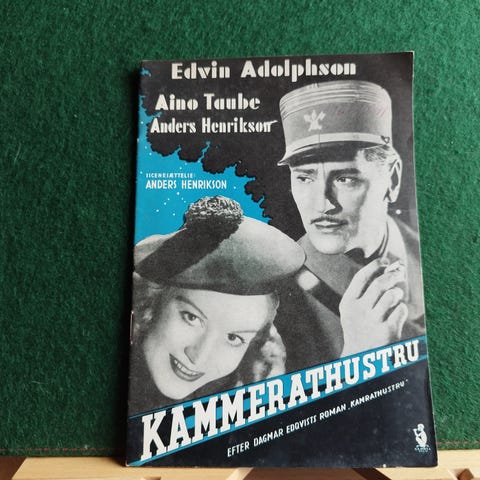 Edvin Adolphson
Aino Taube
Anders Henrikson
ISCENESÆTTELSE:
ANDERS HENRIKSON
KAMMERATHUSTRU
EFTER DAGMAR EDQVISTS ROMAN „KAMRATHUSTRU”